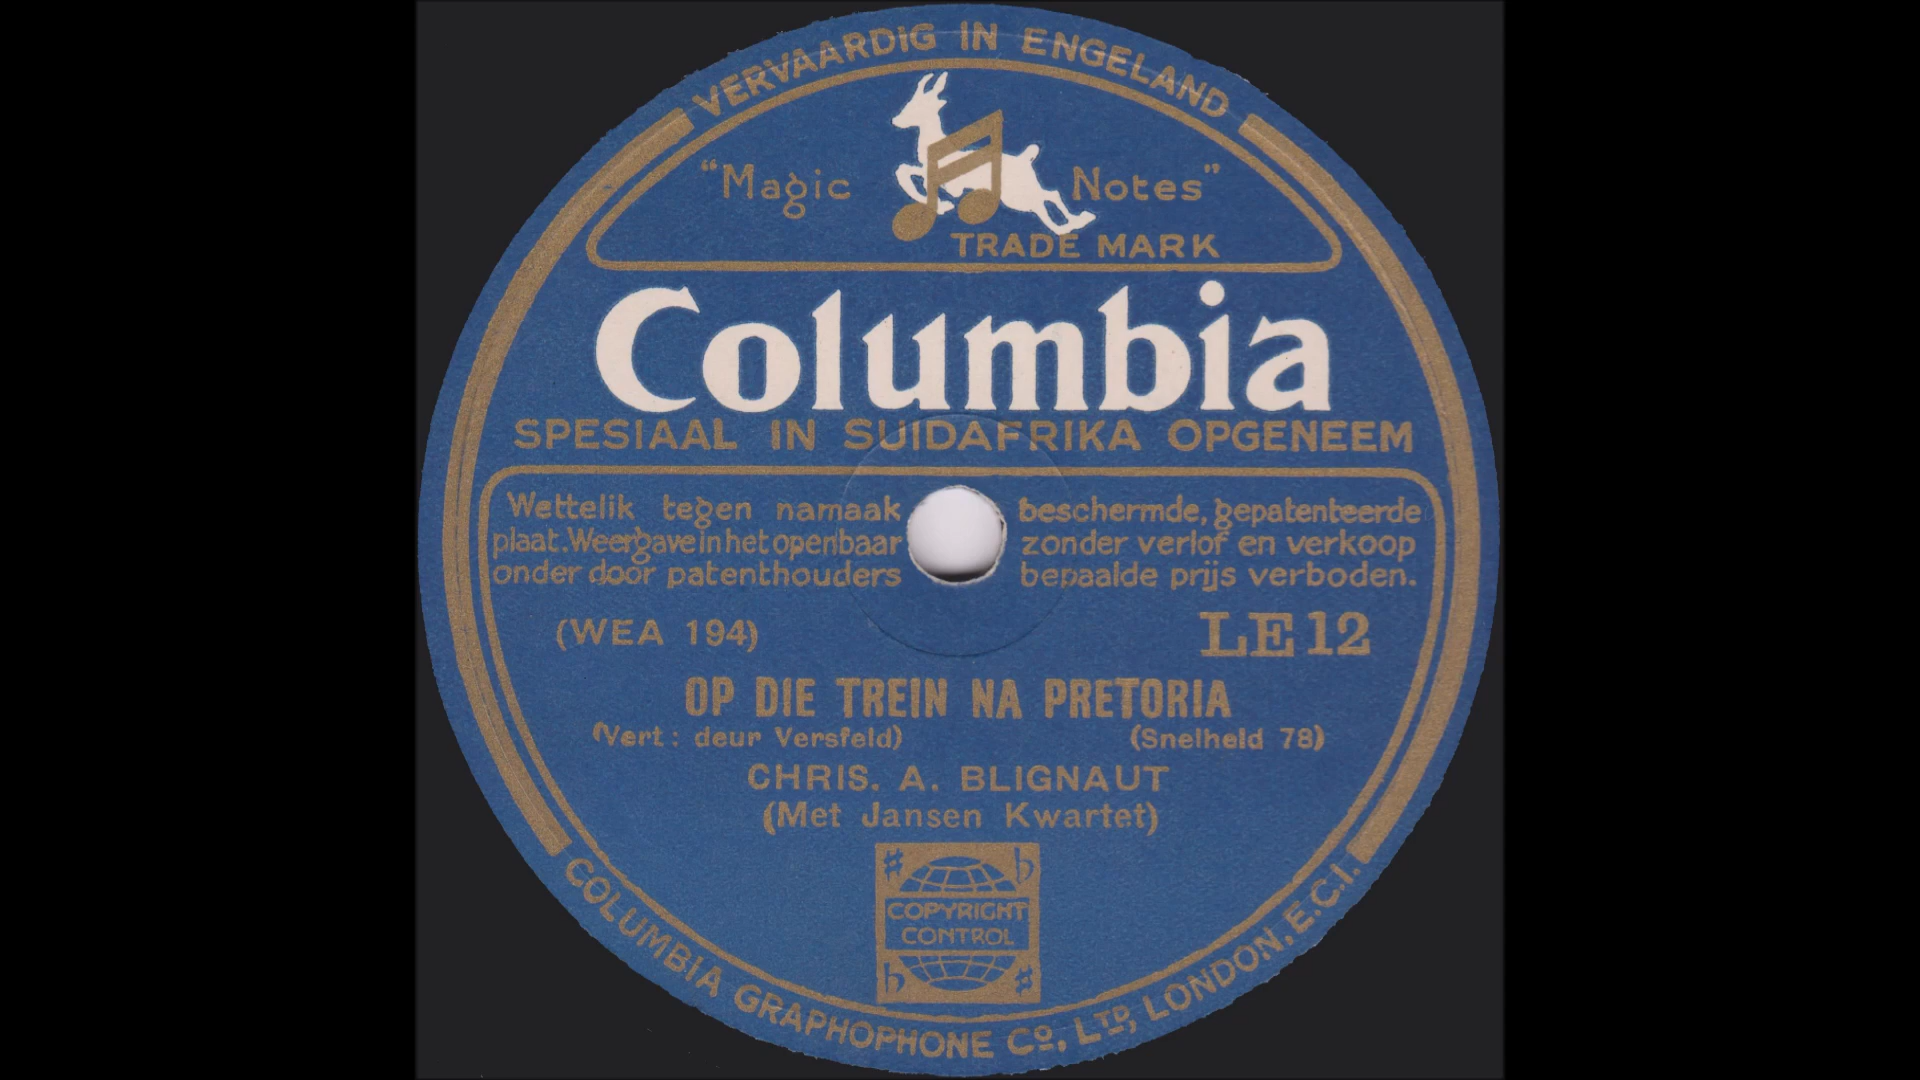 VERVAARDIG IN ENGELAND
"Magic Notes"
TRADE MARK
Columbia
SPESIAAL IN SUIDAFRIKA OPGENEEM
Wettelik tegen namaak beschermde, gepatenteerde
plaat. Weergave in het openbaar zonder verlof en verkoop
onder door patenthouders bepaalde prijs verboden.
(WEA 194) LE 12
OP DIE TREIN NA PRETORIA
(Vert: deur Versfeld) (Snelheld 78)
CHRIS. A. BLIGNAUT
(Met Jansen Kwartet)
COPYRIGHT
CONTROL
COLUMBIA GRAPHOPHONE CO. LTD, LONDON, E.C.I.